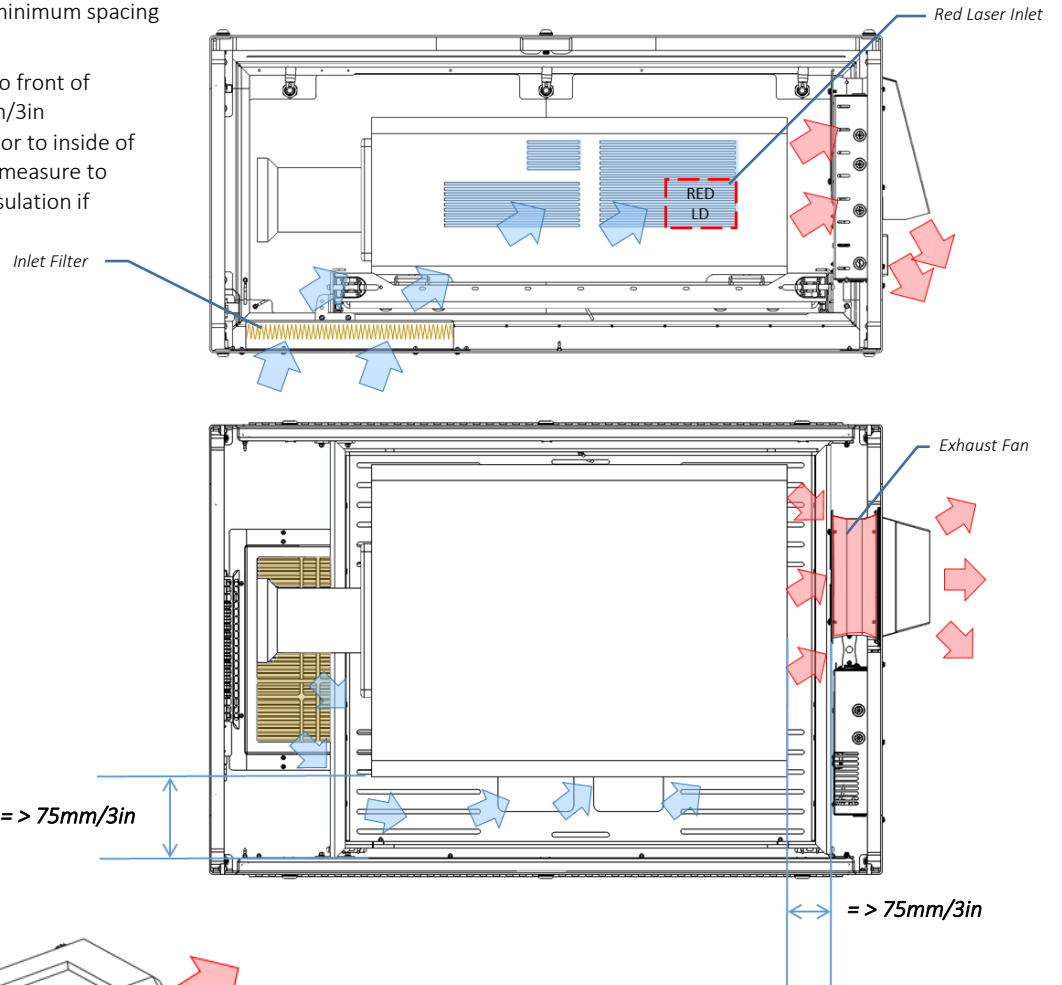 minimum spacing
o front of
n/3in
or to inside of
measure to
sulation if
Red Laser Inlet
RED
LD
Inlet Filter
Exhaust Fan
= > 75mm/3in
= > 75mm/3in